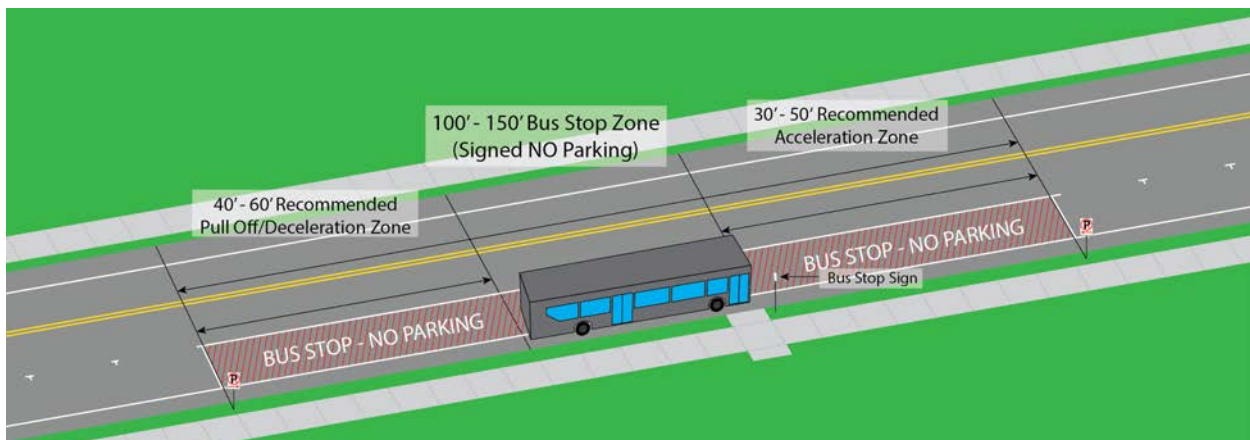 100' - 150' Bus Stop Zone
(Signed NO Parking)
30' - 50' Recommended
Acceleration Zone
40' - 60' Recommended
Pull Off/Deceleration Zone
BUS STOP - NO PARKING
Bus Stop Sign
BUS STOP - NO PARKING
P
P